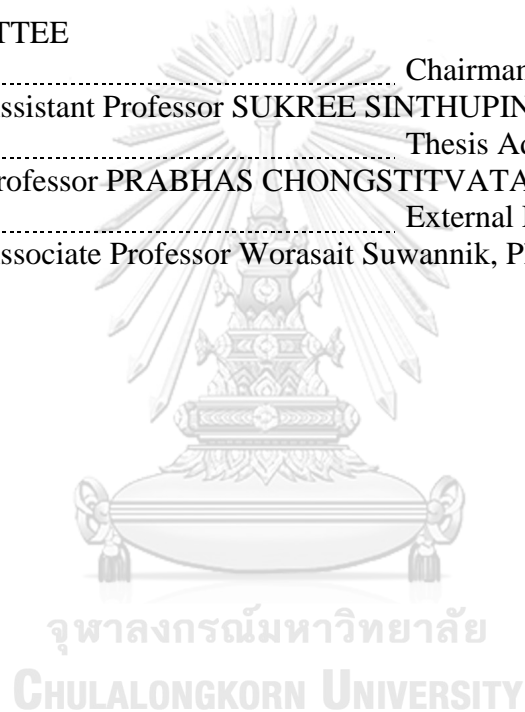 TTEE
Chairman
ssistant Professor SUKREE SINTHUPIN
Thesis Ad
rofessor PRABHAS CHONGSTITVATA
External
ssociate Professor Worasait Suwannik, P
จุฬาลงกรณ์มหาวิทยาลัย
CHULALONGKORN UNIVERSITY